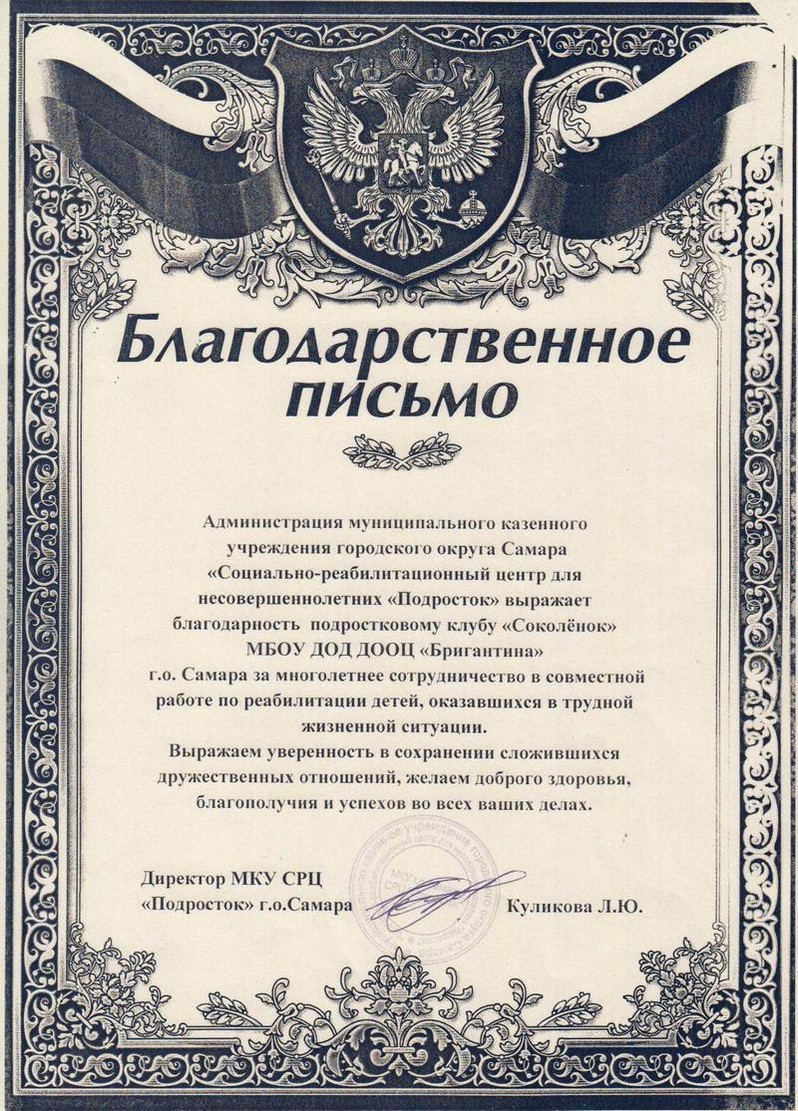 Благодарственное
письмо
Администрация муниципального казенного
учреждения городского округа Самара
«Социально-реабилитационный центр для
несовершеннолетних «Подросток» выражает
благодарность подростковому клубу «Соколёнок»
МБОУ ДОД ДООЦ «Бригантина»
г.о. Самара за многолетнее сотрудничество в совместной
работе по реабилитации детей, оказавшихся в трудной
жизненной ситуации.
Выражаем уверенность в сохранении сложившихся
дружественных отношений, желаем доброго здоровья,
благополучия и успехов во всех ваших делах.
Директор МКУ СРЦ
«Подросток» г.о.Самара
Куликова Л.Ю.